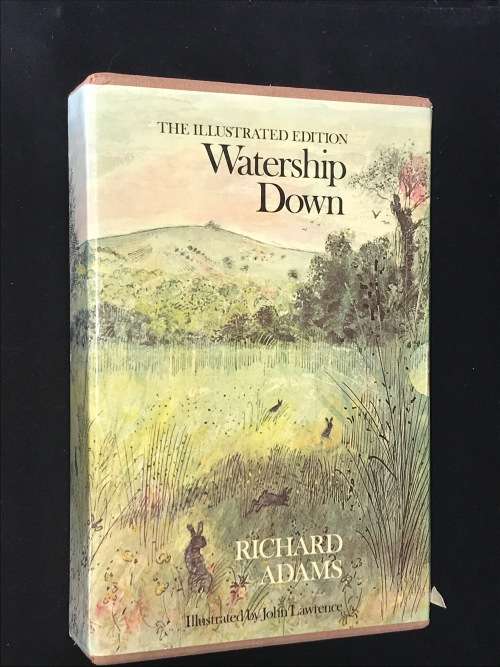 THE ILLUSTRATED EDITION
Watership
Down
RICHARD
ADAMS
Illustrated by John Lawrence